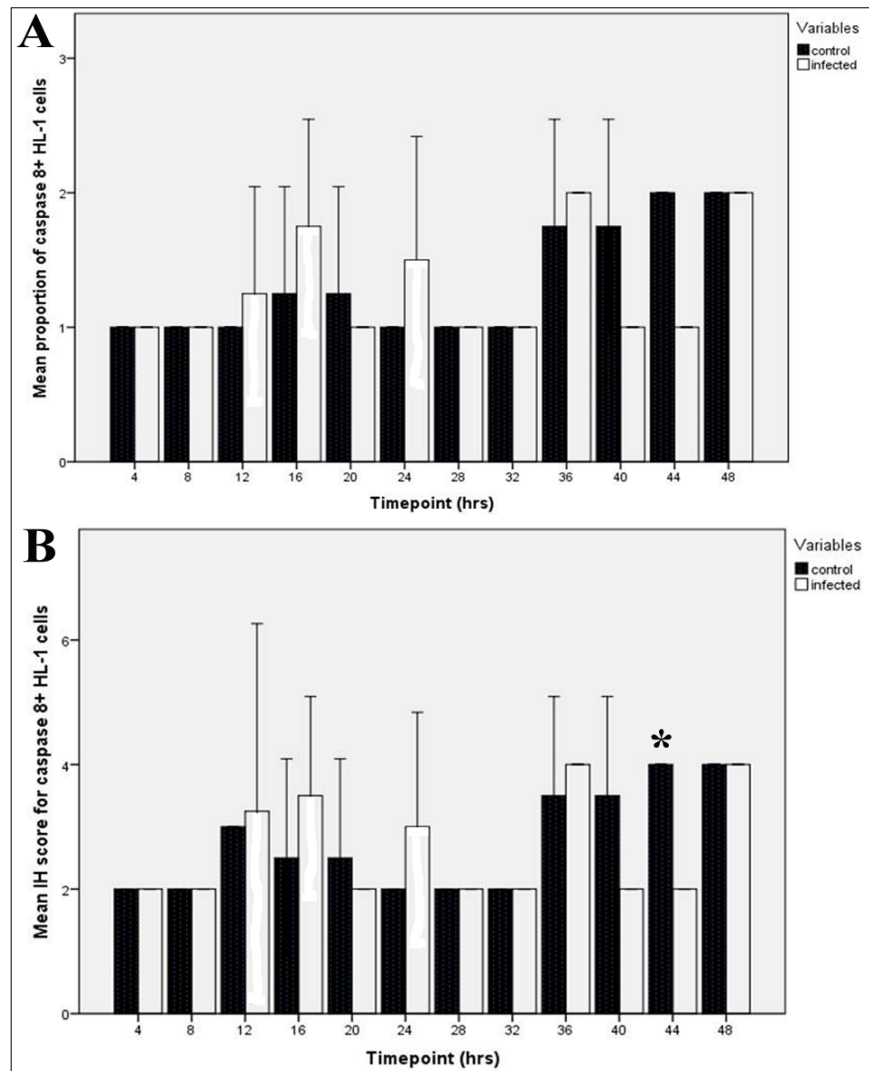 A
Variables
control
infected
Mean proportion of caspase 8+ HL-1 cells
3
2
1
0
4 8 12 16 20 24 28 32 36 40 44 48
Timepoint (hrs)
B
Variables
control
infected
Mean IH score for caspase 8+ HL-1 cells
6
4
2
0
*
4 8 12 16 20 24 28 32 36 40 44 48
Timepoint (hrs)